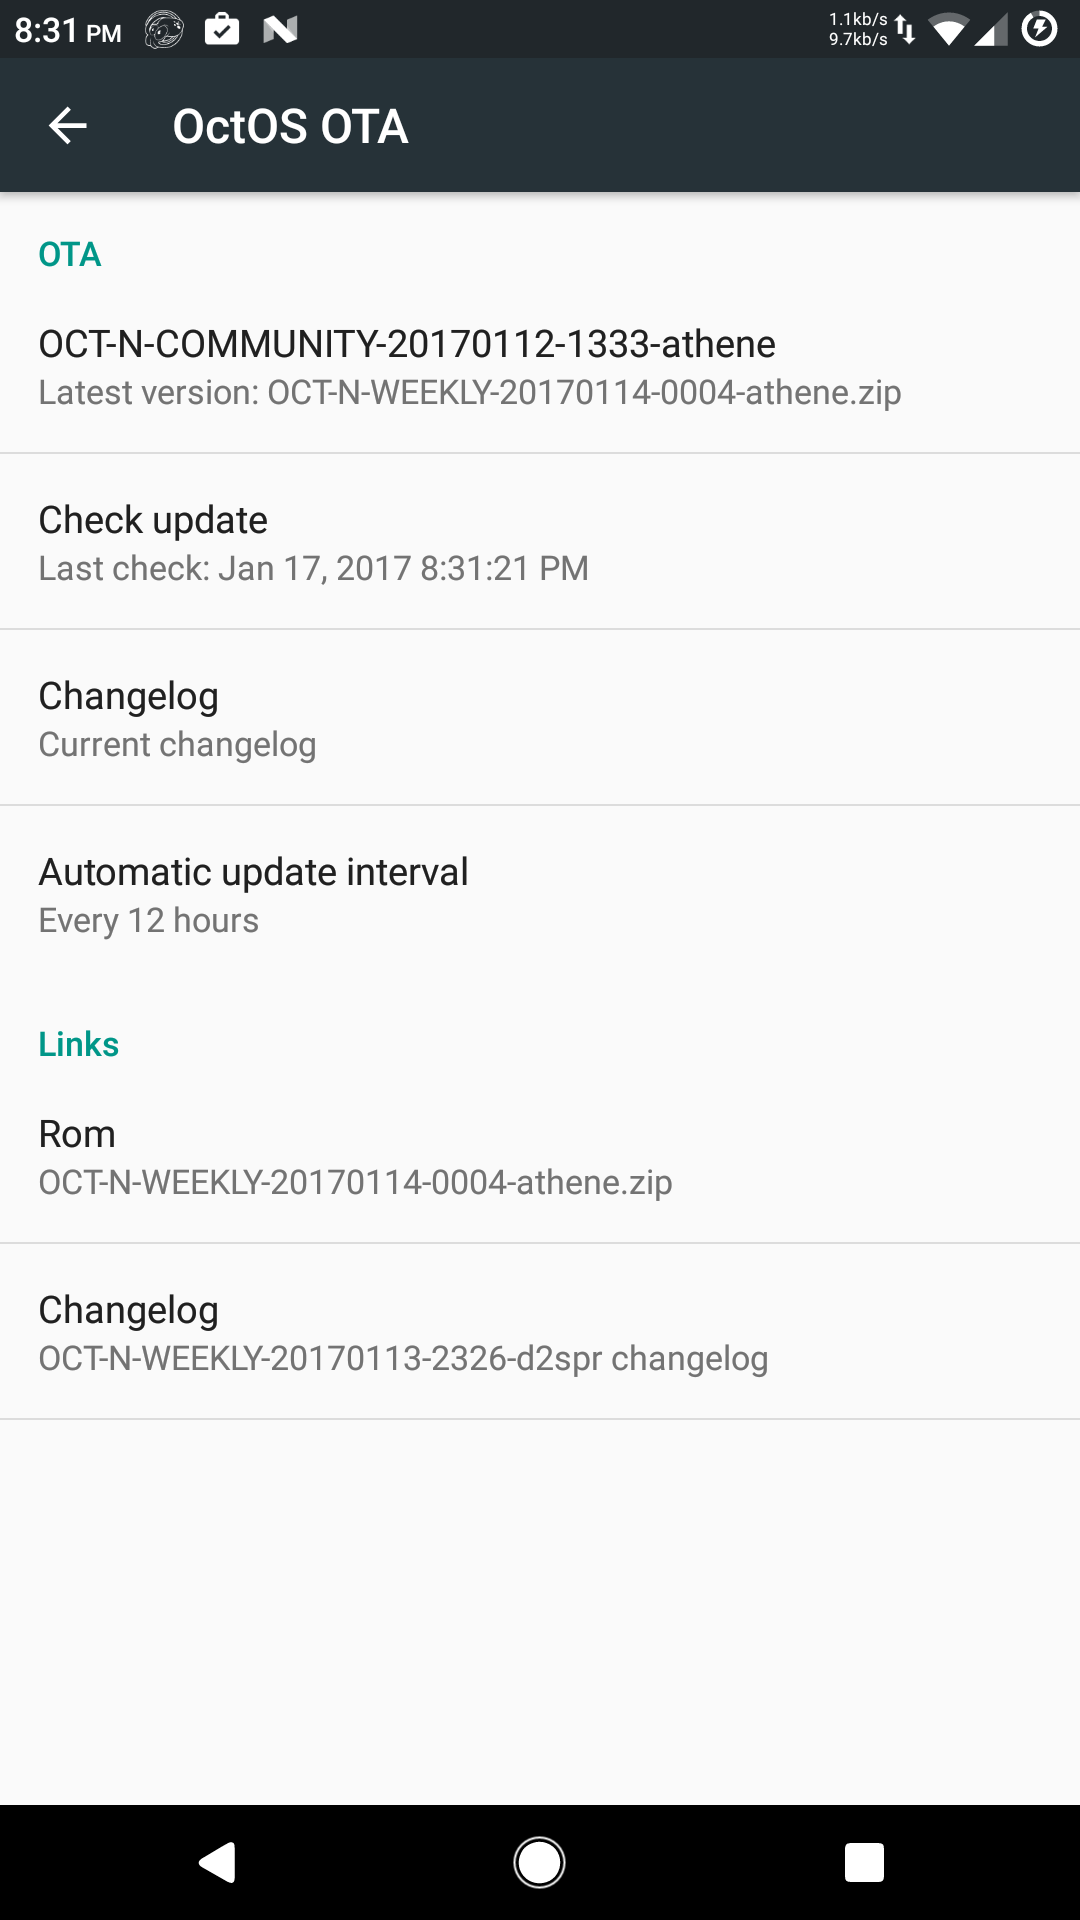 8:31 PM
1.1kb/s
9.7kb/s
OctOS OTA
OTA
OCT-N-COMMUNITY-20170112-1333-athene
Latest version: OCT-N-WEEKLY-20170114-0004-athene.zip
Check update
Last check: Jan 17, 2017 8:31:21 PM
Changelog
Current changelog
Automatic update interval
Every 12 hours
Links
Rom
OCT-N-WEEKLY-20170114-0004-athene.zip
Changelog
OCT-N-WEEKLY-20170113-2326-d2spr changelog